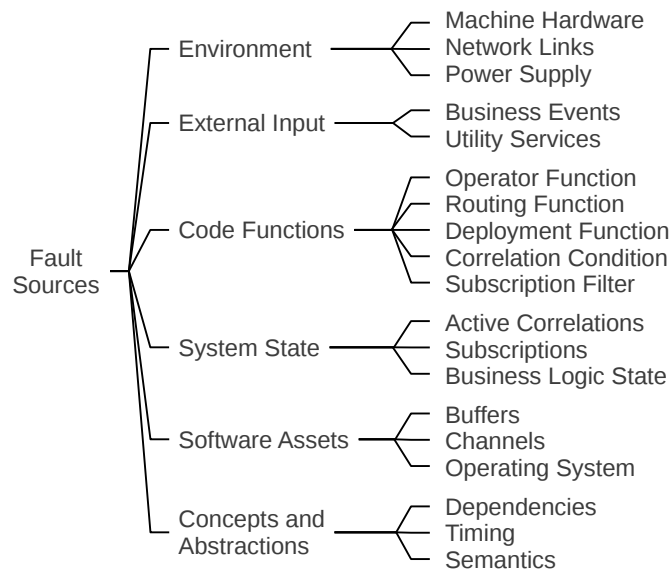 Fault
Sources
Environment
Machine Hardware
Network Links
Power Supply
External Input
Business Events
Utility Services
Code Functions
Operator Function
Routing Function
Deployment Function
Correlation Condition
Subscription Filter
System State
Active Correlations
Subscriptions
Business Logic State
Software Assets
Buffers
Channels
Operating System
Concepts and
Abstractions
Dependencies
Timing
Semantics